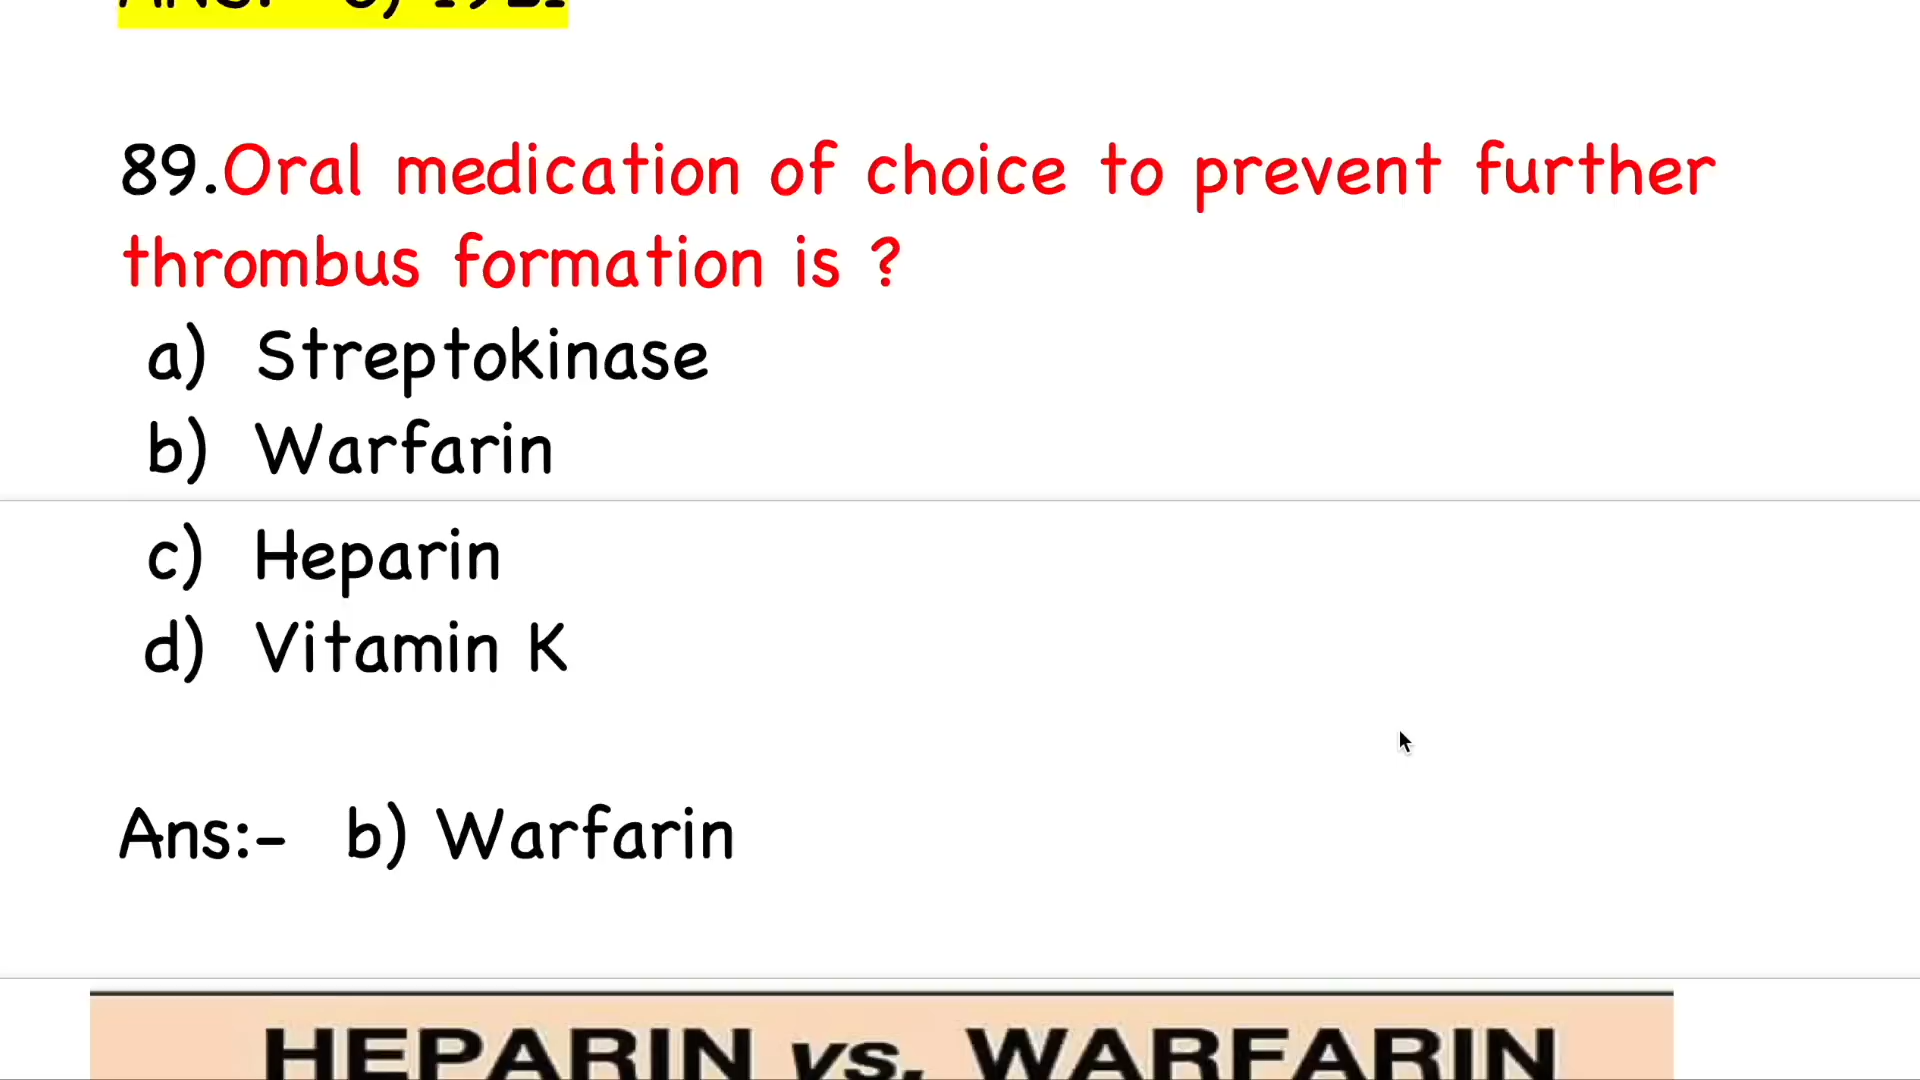 89.Oral medication of choice to prevent further
thrombus formation is ?
a) Streptokinase
b) Warfarin
c) Heparin
d) Vitamin K
Ans:- b) Warfarin
HEPARIN vs. WARFARIN